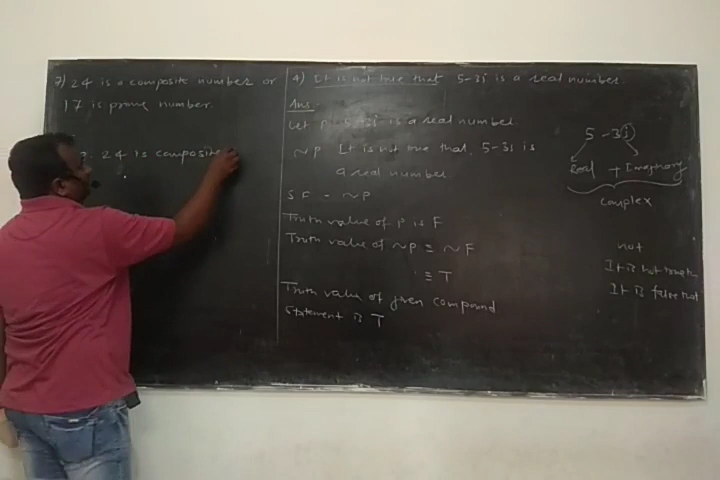 7) 24 is a composite number or
17 is prime number.
24 is composite
4) It is not true that 5-3i is a real number.
Ans:-
Let P: 5-3i is a real number
~P It is not true that, 5-3i is
a real number
S.F - ~P
Truth value of P is F
Truth value of ~P ≡ ~F
≡ T
Truth value of given compound
statement is T
5-3i
Real + Imaginary
Complex
not
It is not true that
It is false that